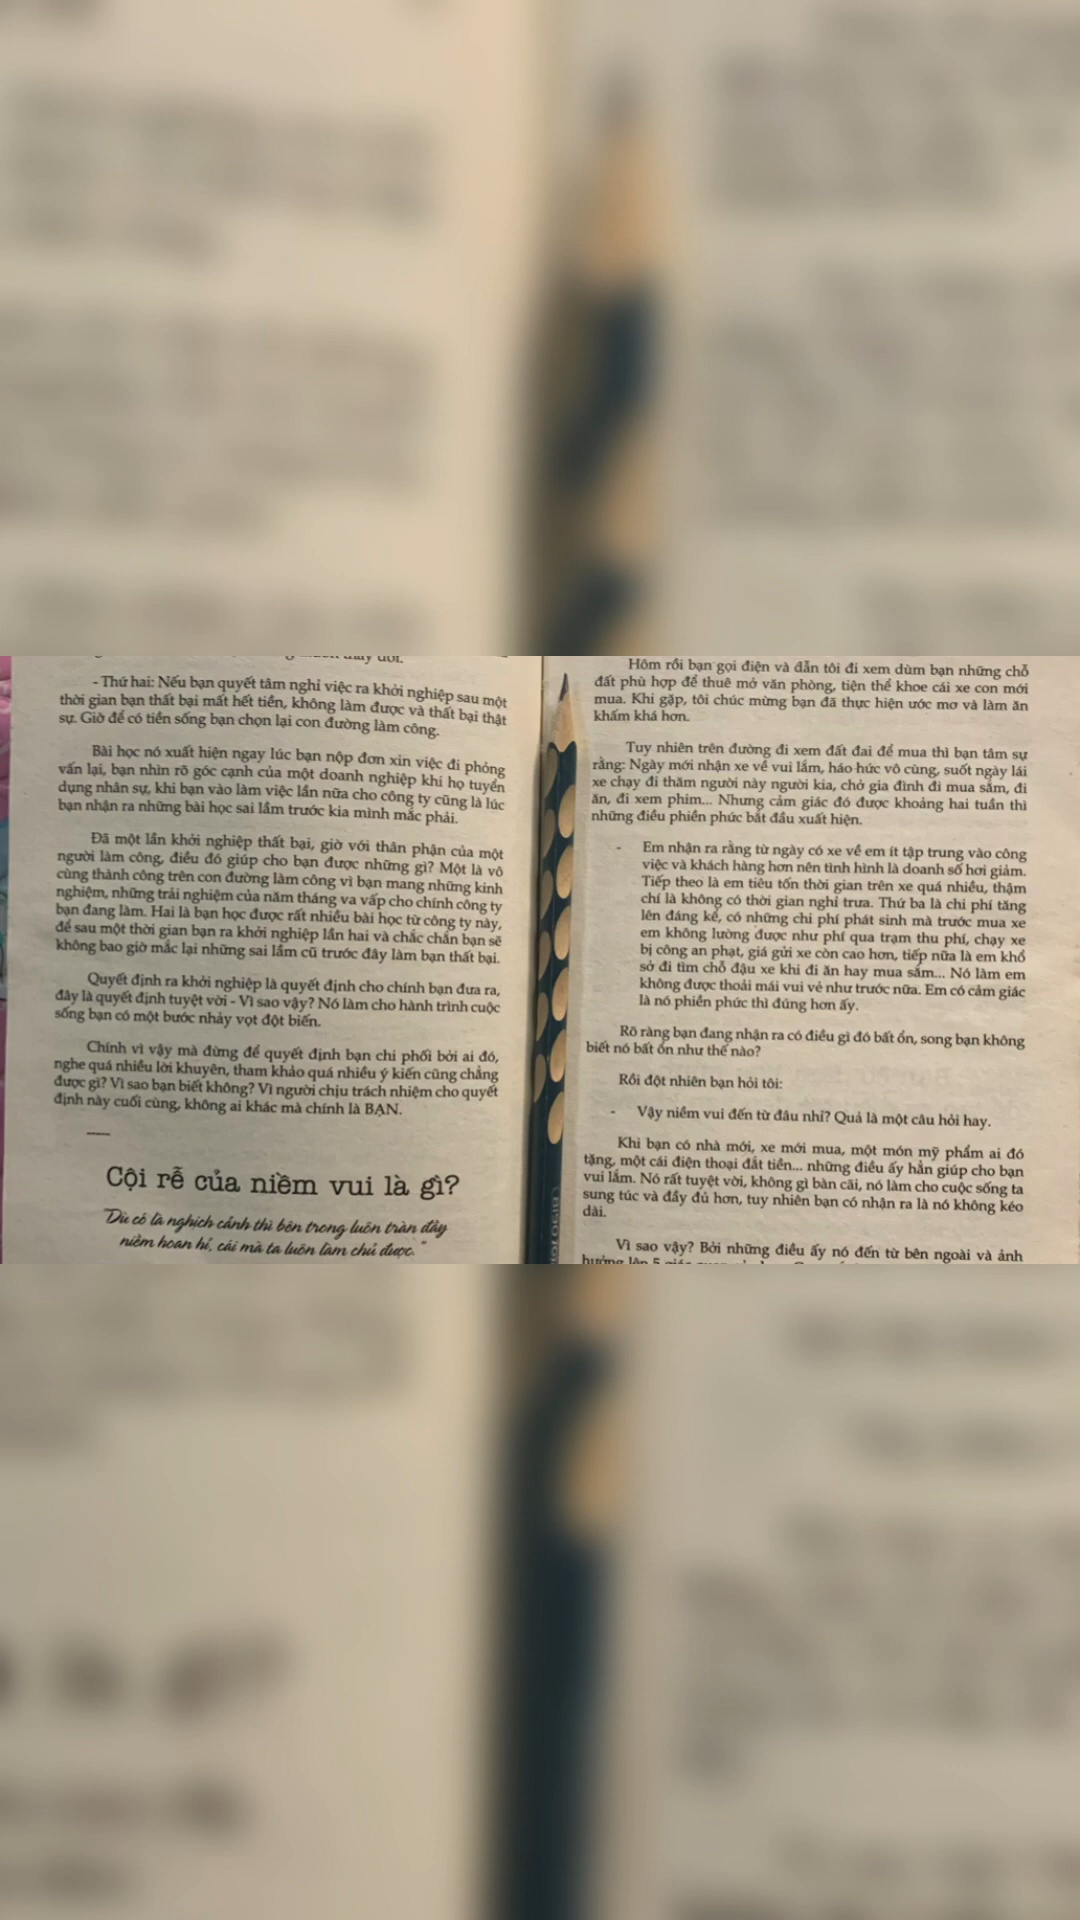 - Thứ hai: Nếu bạn quyết tâm nghỉ việc ra khởi nghiệp sau một
thời gian bạn thất bại mất hết tiền, không làm được và thất bại thật
sự. Giờ để có tiền sống bạn chọn lại con đường làm công.
Bài học nó xuất hiện ngay lúc bạn nộp đơn xin việc đi phỏng
vấn lại, bạn nhìn rõ góc cạnh của một doanh nghiệp khi họ tuyển
dụng nhân sự, khi bạn vào làm việc lần nữa cho công ty cũng là lúc
bạn nhận ra những bài học sai lầm trước kia mình mắc phải.
Đã một lần khởi nghiệp thất bại, giờ với thân phận của một
người làm công, điều đó giúp cho bạn được những gì? Một là vô
cùng thành công trên con đường làm công vì bạn mang những kinh
nghiệm, những trải nghiệm của năm tháng va vấp cho chính công ty
bạn đang làm. Hai là bạn học được rất nhiều bài học từ công ty này,
để sau một thời gian bạn ra khởi nghiệp lần hai và chắc chắn bạn sẽ
không bao giờ mắc lại những sai lầm cũ trước đây làm bạn thất bại.
Quyết định ra khởi nghiệp là quyết định cho chính bạn đưa ra,
đây là quyết định tuyệt vời - Vì sao vậy? Nó làm cho hành trình cuộc
sống bạn có một bước nhảy vọt đột biến.
Chính vì vậy mà đừng để quyết định bạn chi phối bởi ai đó,
nghe quá nhiều lời khuyên, tham khảo quá nhiều ý kiến cũng chẳng
được gì? Vì sao bạn biết không? Vì người chịu trách nhiệm cho quyết
định này cuối cùng, không ai khác mà chính là BẠN.
Cội rễ của niềm vui là gì?
"Dù có là nghịch cảnh thì bên trong luôn tràn đầy
niềm hoan hỉ, cái mà ta luôn làm chủ được."
Hôm rồi bạn gọi điện và dẫn tôi đi xem dùm bạn những chỗ
đất phù hợp để thuê mở văn phòng, tiện thể khoe cái xe con mới
mua. Khi gặp, tôi chúc mừng bạn đã thực hiện ước mơ và làm ăn
khấm khá hơn.
Tuy nhiên trên đường đi xem đất đai để mua thì bạn tâm sự
rằng: Ngày mới nhận xe về vui lắm, háo hức vô cùng, suốt ngày lái
xe chạy đi thăm người này người kia, chở gia đình đi mua sắm, đi
ăn, đi xem phim... Nhưng cảm giác đó được khoảng hai tuần thì
những điều phiền phức bắt đầu xuất hiện.
- Em nhận ra rằng từ ngày có xe về em ít tập trung vào công
việc và khách hàng hơn nên tình hình là doanh số hơi giảm.
Tiếp theo là em tiêu tốn thời gian trên xe quá nhiều, thậm
chí là không có thời gian nghỉ trưa. Thứ ba là chi phí tăng
lên đáng kể, có những chi phí phát sinh mà trước mua xe
em không lường được như phí qua trạm thu phí, chạy xe
bị công an phạt, giá gửi xe còn cao hơn, tiếp nữa là em khổ
sở đi tìm chỗ đậu xe khi đi ăn hay mua sắm... Nó làm em
không được thoải mái vui vẻ như trước nữa. Em có cảm giác
là nó phiền phức thì đúng hơn ấy.
Rõ ràng bạn đang nhận ra có điều gì đó bất ổn, song bạn không
biết nó bất ổn như thế nào?
Rồi đột nhiên bạn hỏi tôi:
- Vậy niềm vui đến từ đâu nhỉ? Quả là một câu hỏi hay.
Khi bạn có nhà mới, xe mới mua, một món mỹ phẩm ai đó
tặng, một cái điện thoại đắt tiền... những điều ấy hẳn giúp cho bạn
vui lắm. Nó rất tuyệt vời, không gì bàn cãi, nó làm cho cuộc sống ta
sung túc và đầy đủ hơn, tuy nhiên bạn có nhận ra là nó không kéo
dài.
Vì sao vậy? Bởi những điều ấy nó đến từ bên ngoài và ảnh